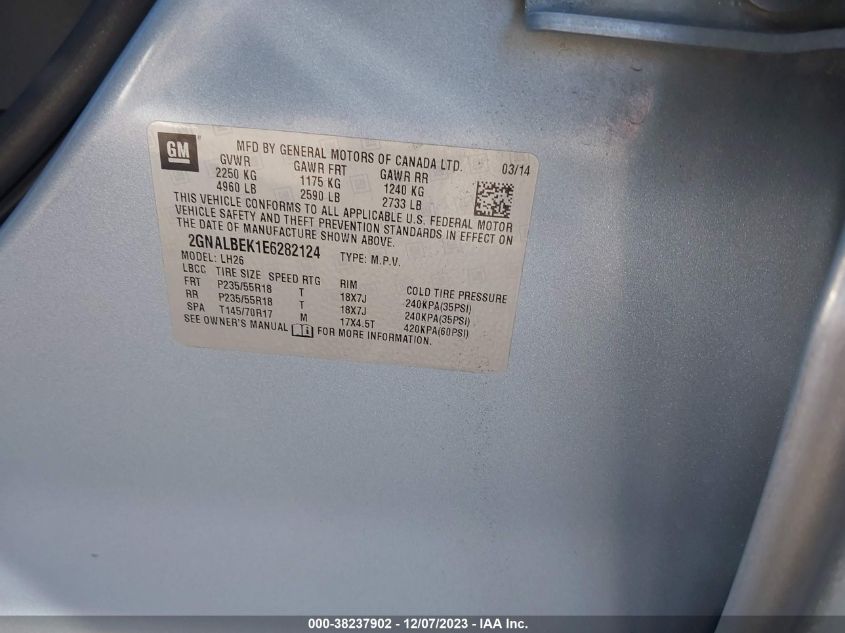 GM
MFD BY GENERAL MOTORS OF CANADA LTD. 03/14
GVWR GAWR FRT GAWR RR
2250 KG 1175 KG 1240 KG
4960 LB 2590 LB 2733 LB
THIS VEHICLE CONFORMS TO ALL APPLICABLE U.S. FEDERAL MOTOR
VEHICLE SAFETY AND THEFT PREVENTION STANDARDS IN EFFECT ON
THE DATE OF MANUFACTURE SHOWN ABOVE.
2GNALBEK1E6282124 TYPE: M.P.V.
MODEL: LH26
LBCC TIRE SIZE SPEED RTG RIM COLD TIRE PRESSURE
FRT P235/55R18 T 18X7J 240KPA(35PSI)
RR P235/55R18 T 18X7J 240KPA(35PSI)
SPA T145/70R17 M 17X4.5T 420KPA(60PSI)
SEE OWNER'S MANUAL FOR MORE INFORMATION.
000-38237902 - 12/07/2023 - IAA Inc.